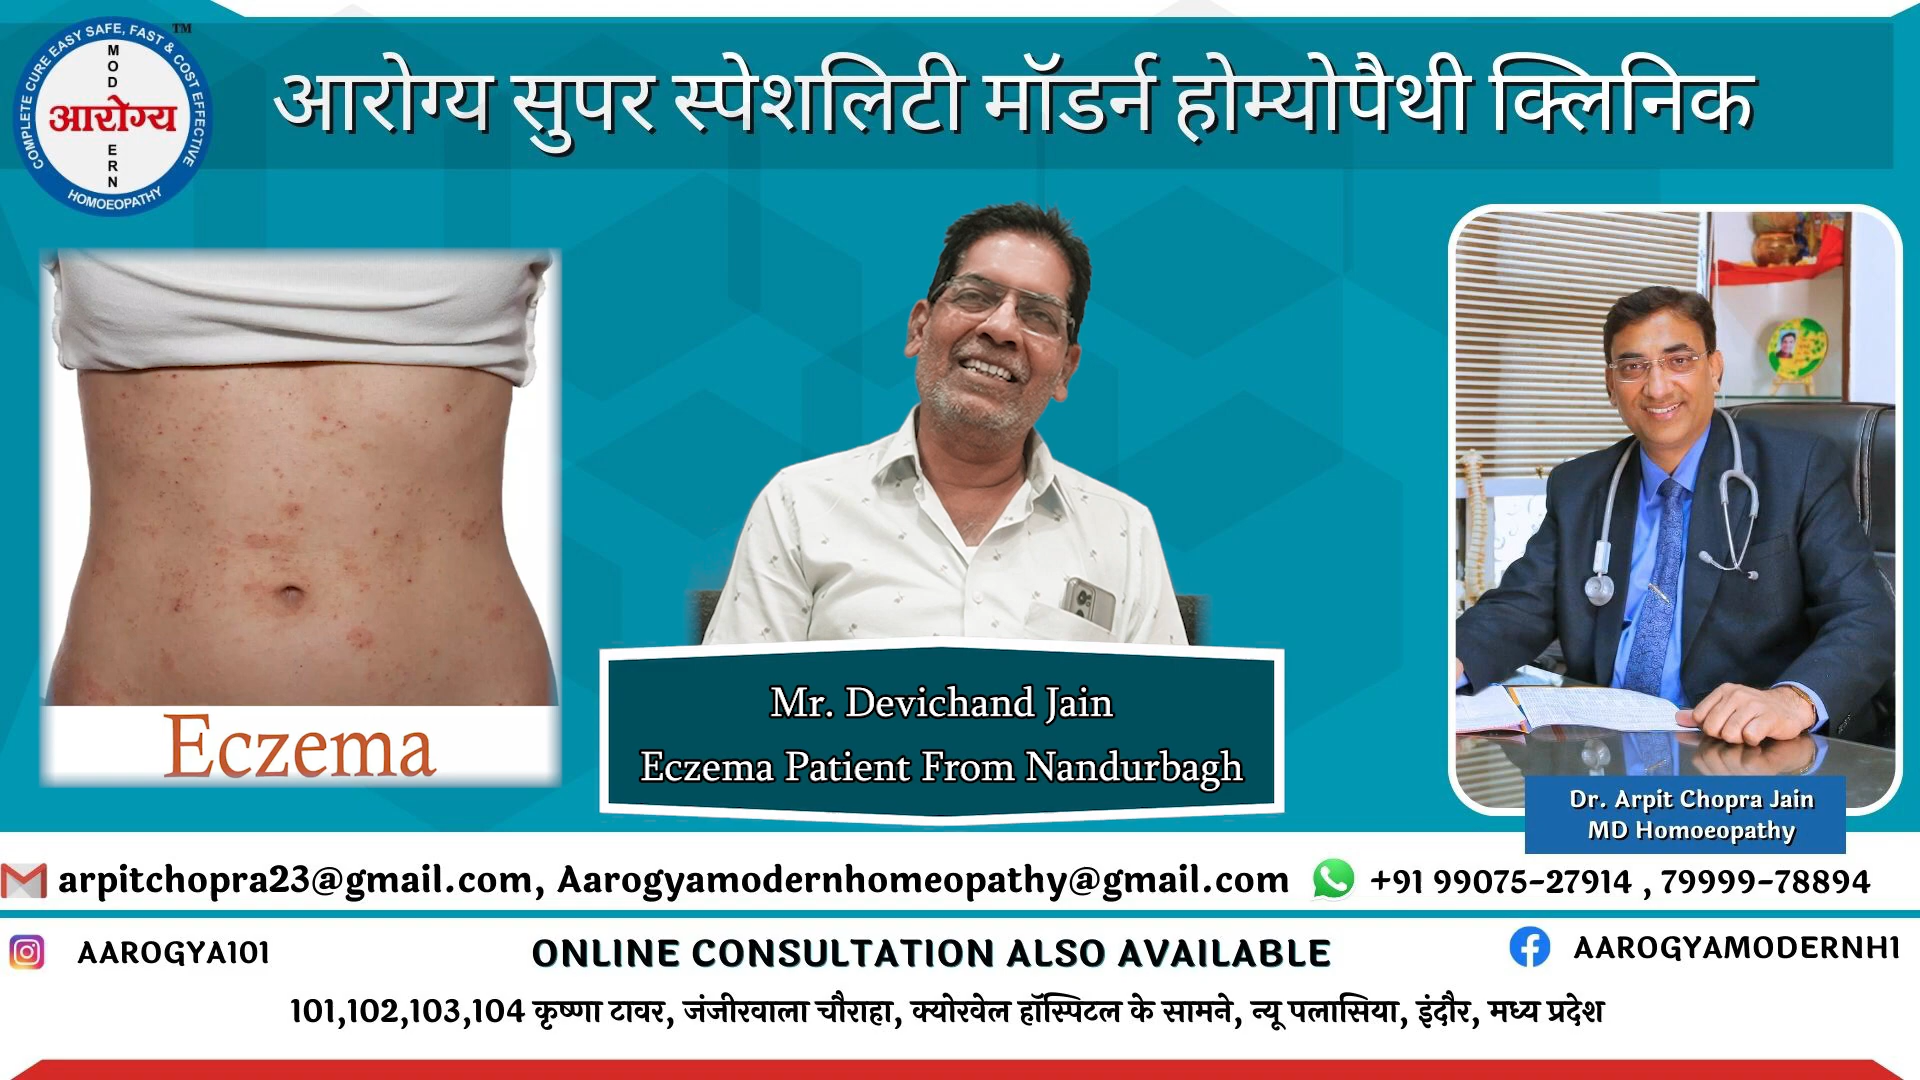 COMPLETE CURE EASY SAFE, FAST & COST EFFECTIVE
TM
MOD
आरोग्य
ERN
HOMOEOPATHY
आरोग्य सुपर स्पेशलिटी मॉडर्न होम्योपैथी क्लिनिक
Eczema
Mr. Devichand Jain
Eczema Patient From Nandurbagh
Dr. Arpit Chopra Jain
MD Homoeopathy
arpitchopra23@gmail.com, Aarogyamodernhomeopathy@gmail.com
+91 99075-27914 , 79999-78894
AAROGYA101
ONLINE CONSULTATION ALSO AVAILABLE
AAROGYAMODERNH1
101,102,103,104 कृष्णा टावर, जंजीरवाला चौराहा, क्योरवेल हॉस्पिटल के सामने, न्यू पलासिया, इंदौर, मध्य प्रदेश